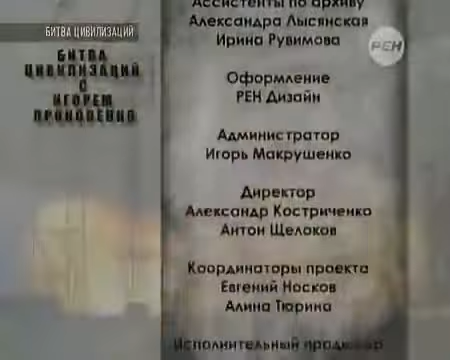 БИТВА ЦИВИЛИЗАЦИЙ
БИТВА
ЦИВИЛИЗАЦИЙ
С
ИГОРЕМ
ПРОКОПЕНКО
РЕН
Ассистенты по архиву
Александра Лысянская
Ирина Рувимова
Оформление
РЕН Дизайн
Администратор
Игорь Макрушенко
Директор
Александр Костриченко
Антон Щелоков
Координаторы проекта
Евгений Носков
Алина Тюрина
Исполнительный продюсер